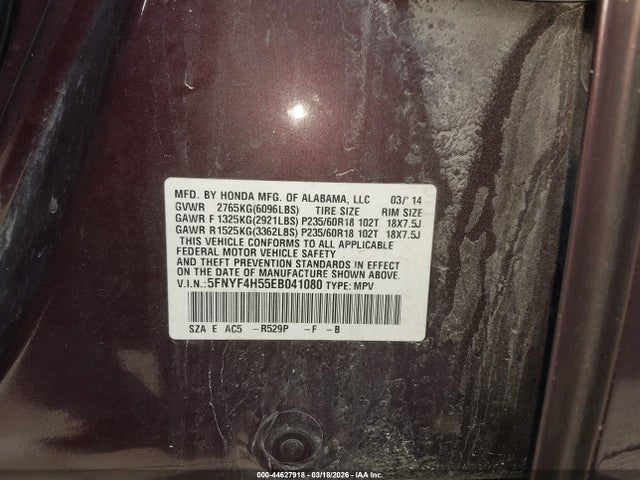 MFD. BY HONDA MFG. OF ALABAMA, LLC 03/'14
GVWR 2765KG(6096LBS) TIRE SIZE RIM SIZE
GAWR F 1325KG(2921LBS) P235/60R18 102T 18X7.5J
GAWR R 1525KG(3362LBS) P235/60R18 102T 18X7.5J
THIS VEHICLE CONFORMS TO ALL APPLICABLE
FEDERAL MOTOR VEHICLE SAFETY
AND THEFT PREVENTION STANDARDS IN EFFECT
ON THE DATE OF MANUFACTURE SHOWN ABOVE.
V.I.N.:5FNYF4H55EB041080 TYPE: MPV
SZA E AC5 -R529P -F -B
000-44627918 - 03/18/2026 - IAA Inc.